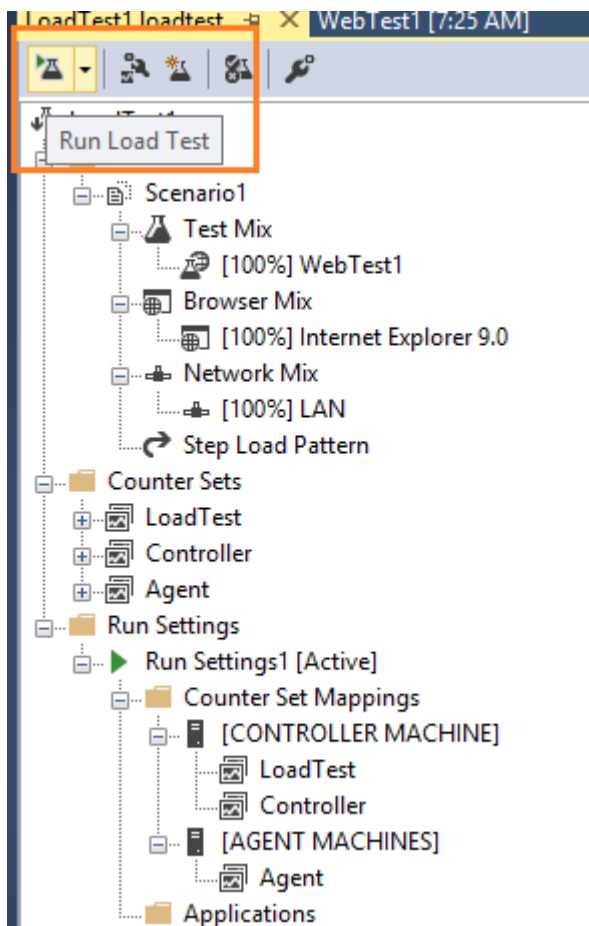 LoadTest1.loadtest WebTest1 [7:25 AM]
Run Load Test
Scenario1
Test Mix
[100%] WebTest1
Browser Mix
[100%] Internet Explorer 9.0
Network Mix
[100%] LAN
Step Load Pattern
Counter Sets
LoadTest
Controller
Agent
Run Settings
Run Settings1 [Active]
Counter Set Mappings
[CONTROLLER MACHINE]
LoadTest
Controller
[AGENT MACHINES]
Agent
Applications